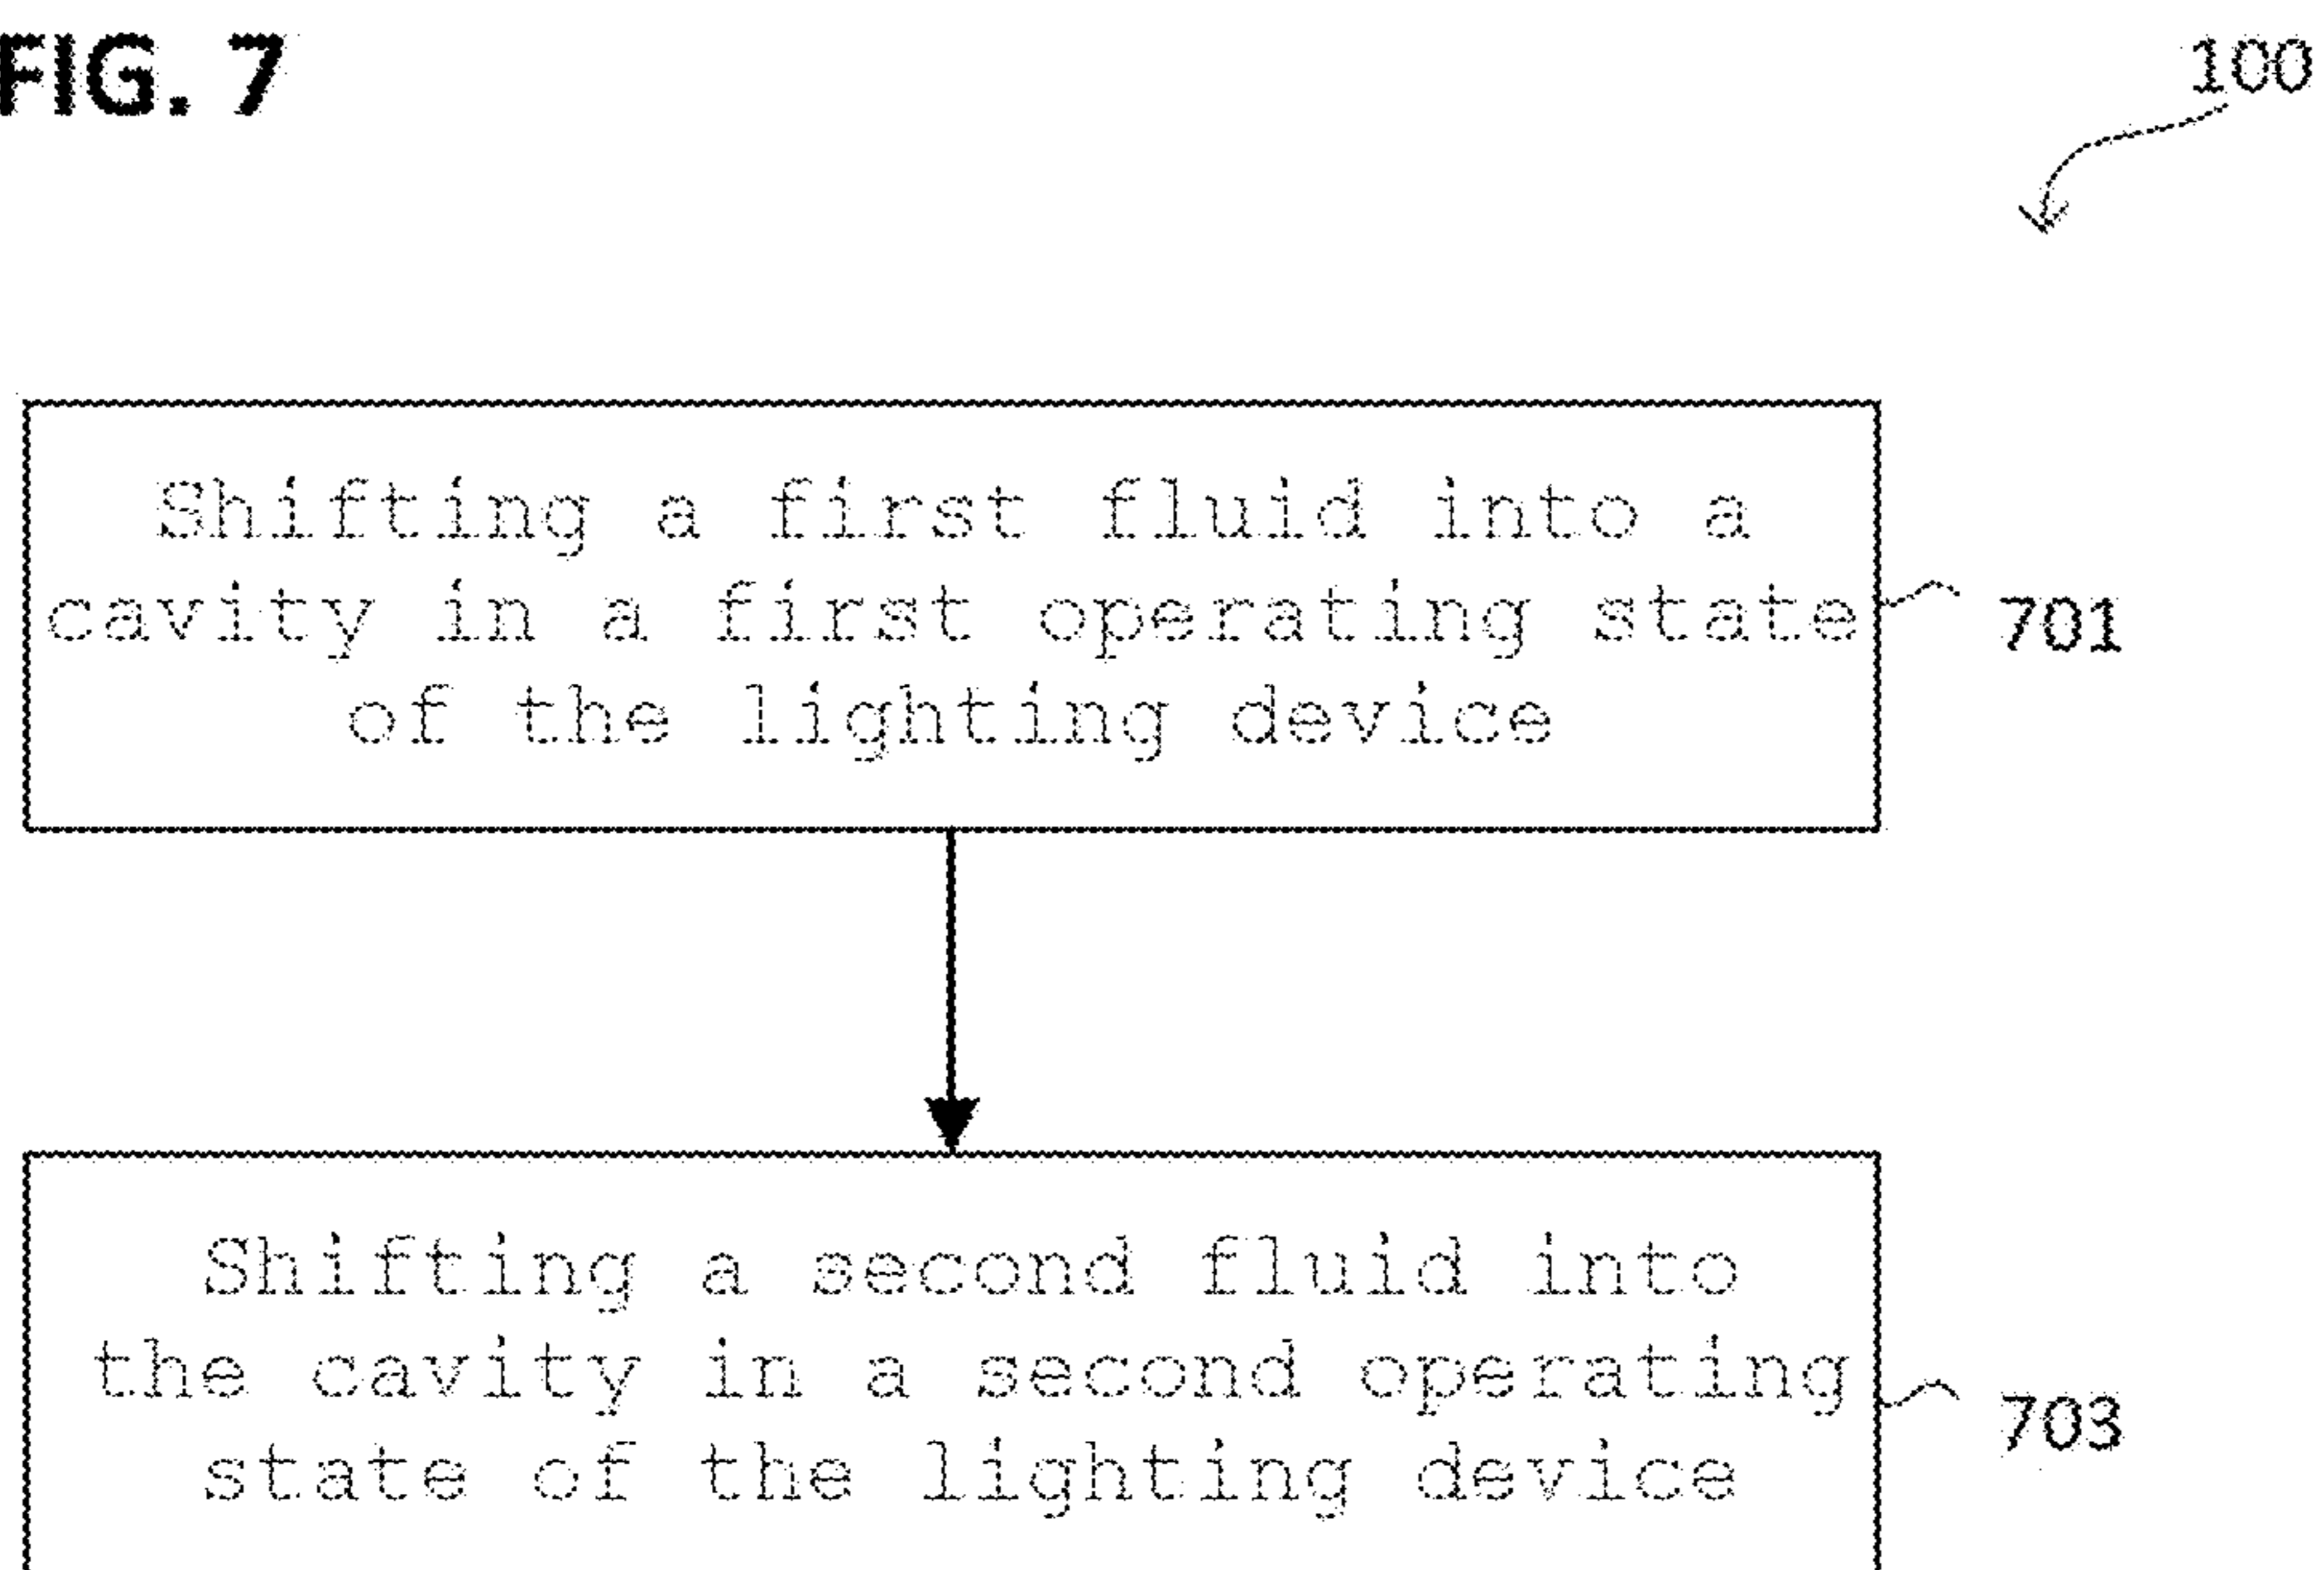 FIG. 7
100
Shifting a first fluid into a
cavity in a first operating state
of the lighting device
701
Shifting a second fluid into
the cavity in a second operating
state of the lighting device
703